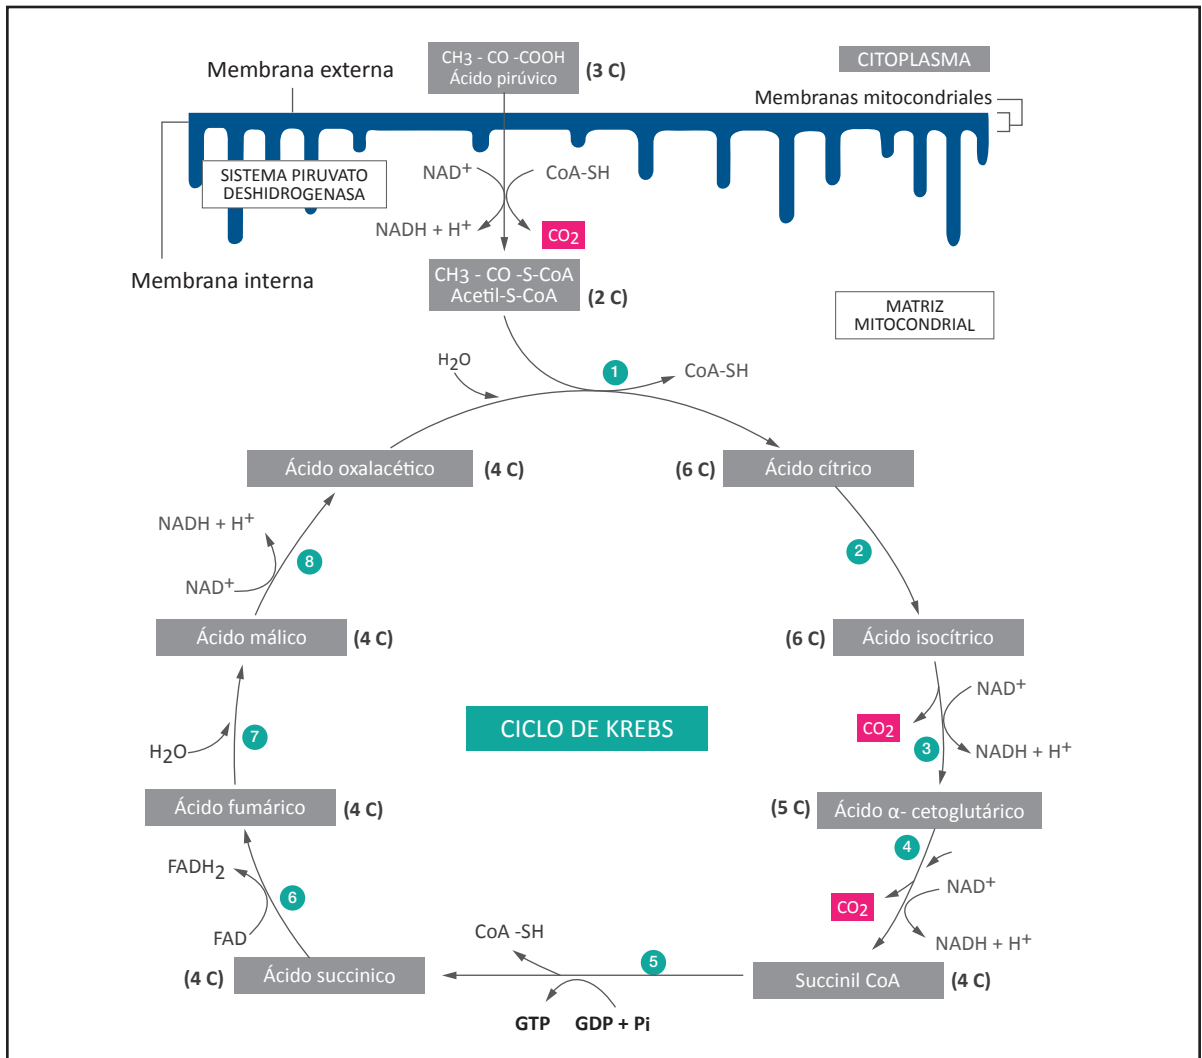 CH3 - CO -COOH
Ácido pirúvico
(3 C)
CITOPLASMA
Membrana externa
Membranas mitocondriales
SISTEMA PIRUVATO
DESHIDROGENASA
NAD+
CoA-SH
NADH + H+
CO2
Membrana interna
CH3 - CO -S-CoA
Acetil-S-CoA
(2 C)
MATRIZ
MITOCONDRIAL
H2O
1
CoA-SH
Ácido oxalacético
(4 C)
(6 C)
Ácido cítrico
NADH + H+
8
NAD+
2
Ácido málico
(4 C)
(6 C)
Ácido isocítrico
NAD+
CO2
3
NADH + H+
CICLO DE KREBS
7
H2O
Ácido fumárico
(4 C)
(5 C)
Ácido α- cetoglutárico
4
FADH2
6
FAD
NAD+
CO2
NADH + H+
CoA -SH
5
(4 C)
Ácido succinico
Succinil CoA
(4 C)
GTP
GDP + Pi